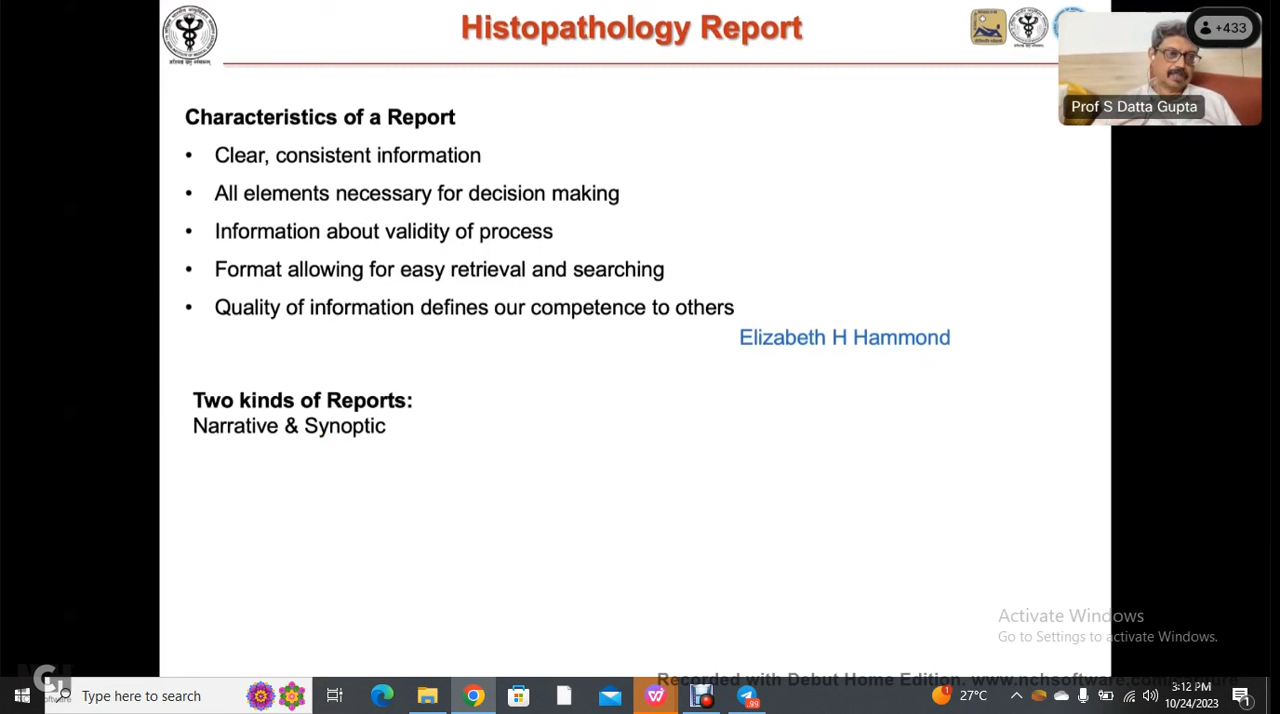 Histopathology Report
+433
Prof S Datta Gupta
Characteristics of a Report
• Clear, consistent information
• All elements necessary for decision making
• Information about validity of process
• Format allowing for easy retrieval and searching
• Quality of information defines our competence to others
Elizabeth H Hammond
Two kinds of Reports:
Narrative & Synoptic
Activate Windows
Go to Settings to activate Windows.
Recorded with Debut Home Edition. www.nchsoftware.com
Type here to search
.99
1
27°C
3:12 PM
10/24/2023
1